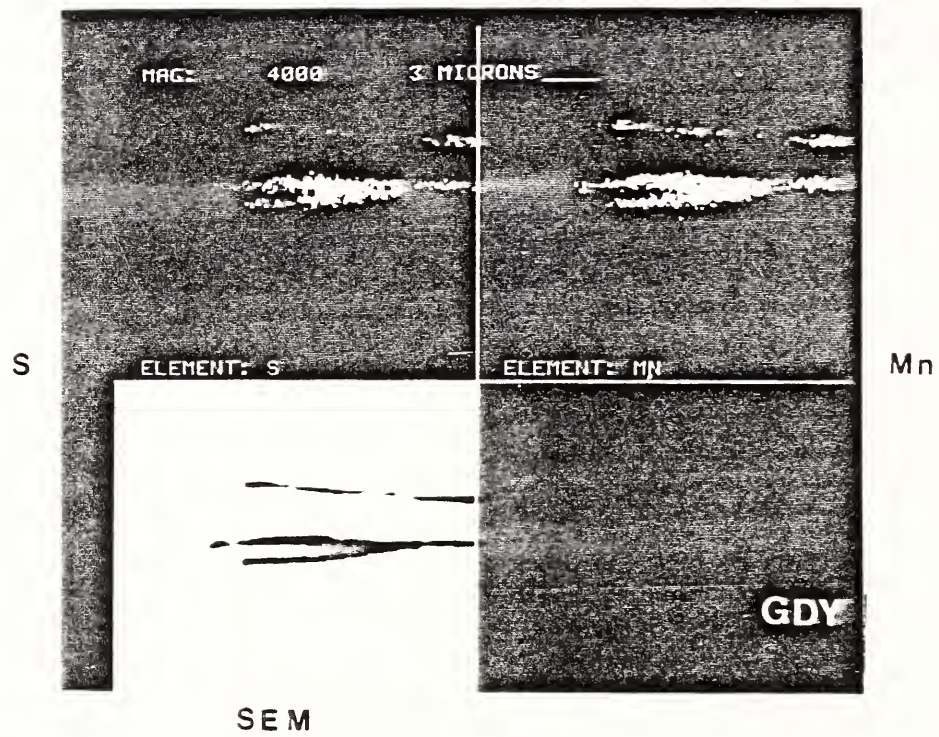 MAG: 4000 3 MICRONS
S
ELEMENT: S
ELEMENT: MN
Mn
GDY
SEM